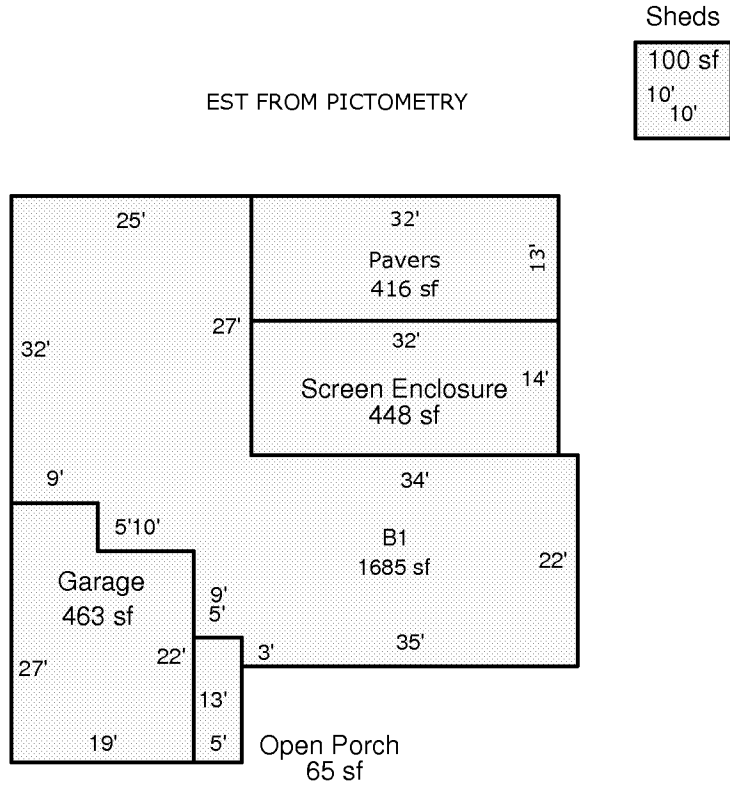 Sheds
100 sf
10'
10'
EST FROM PICTOMETRY
25'
32'
Pavers
416 sf
13'
27'
32'
32'
14'
Screen Enclosure
448 sf
9'
34'
5'10'
B1
1685 sf
22'
Garage
463 sf
9'
5'
35'
3'
22'
27'
13'
19'
5'
Open Porch
65 sf